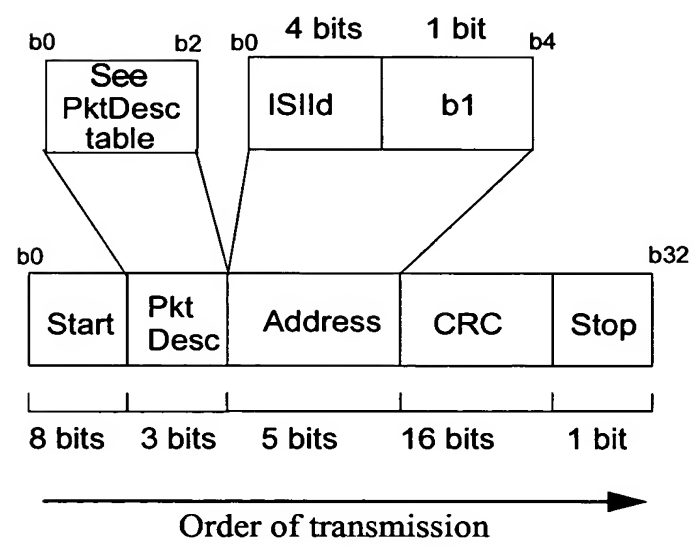 4 bits 1 bit
b0 b2 b0 b4
See
PktDesc
table
ISIId b1
b0 b32
Start Pkt Desc Address CRC Stop
8 bits 3 bits 5 bits 16 bits 1 bit
Order of transmission